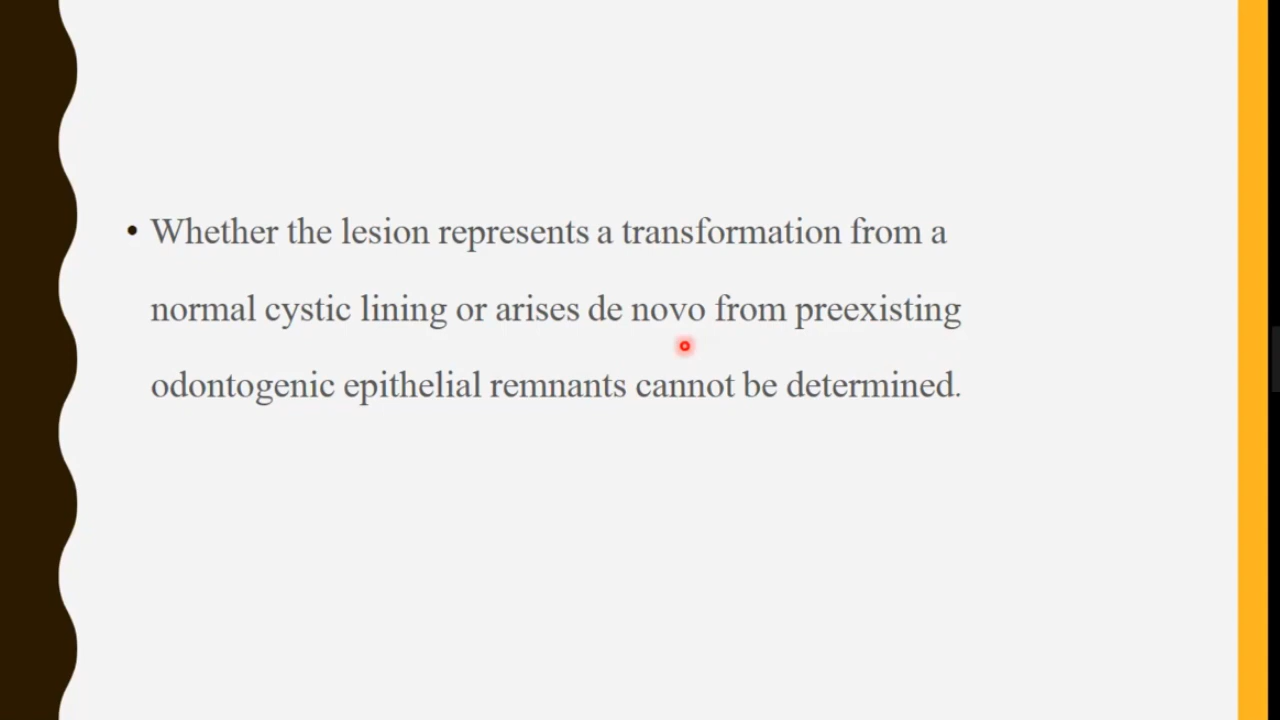 • Whether the lesion represents a transformation from a
normal cystic lining or arises de novo from preexisting
odontogenic epithelial remnants cannot be determined.